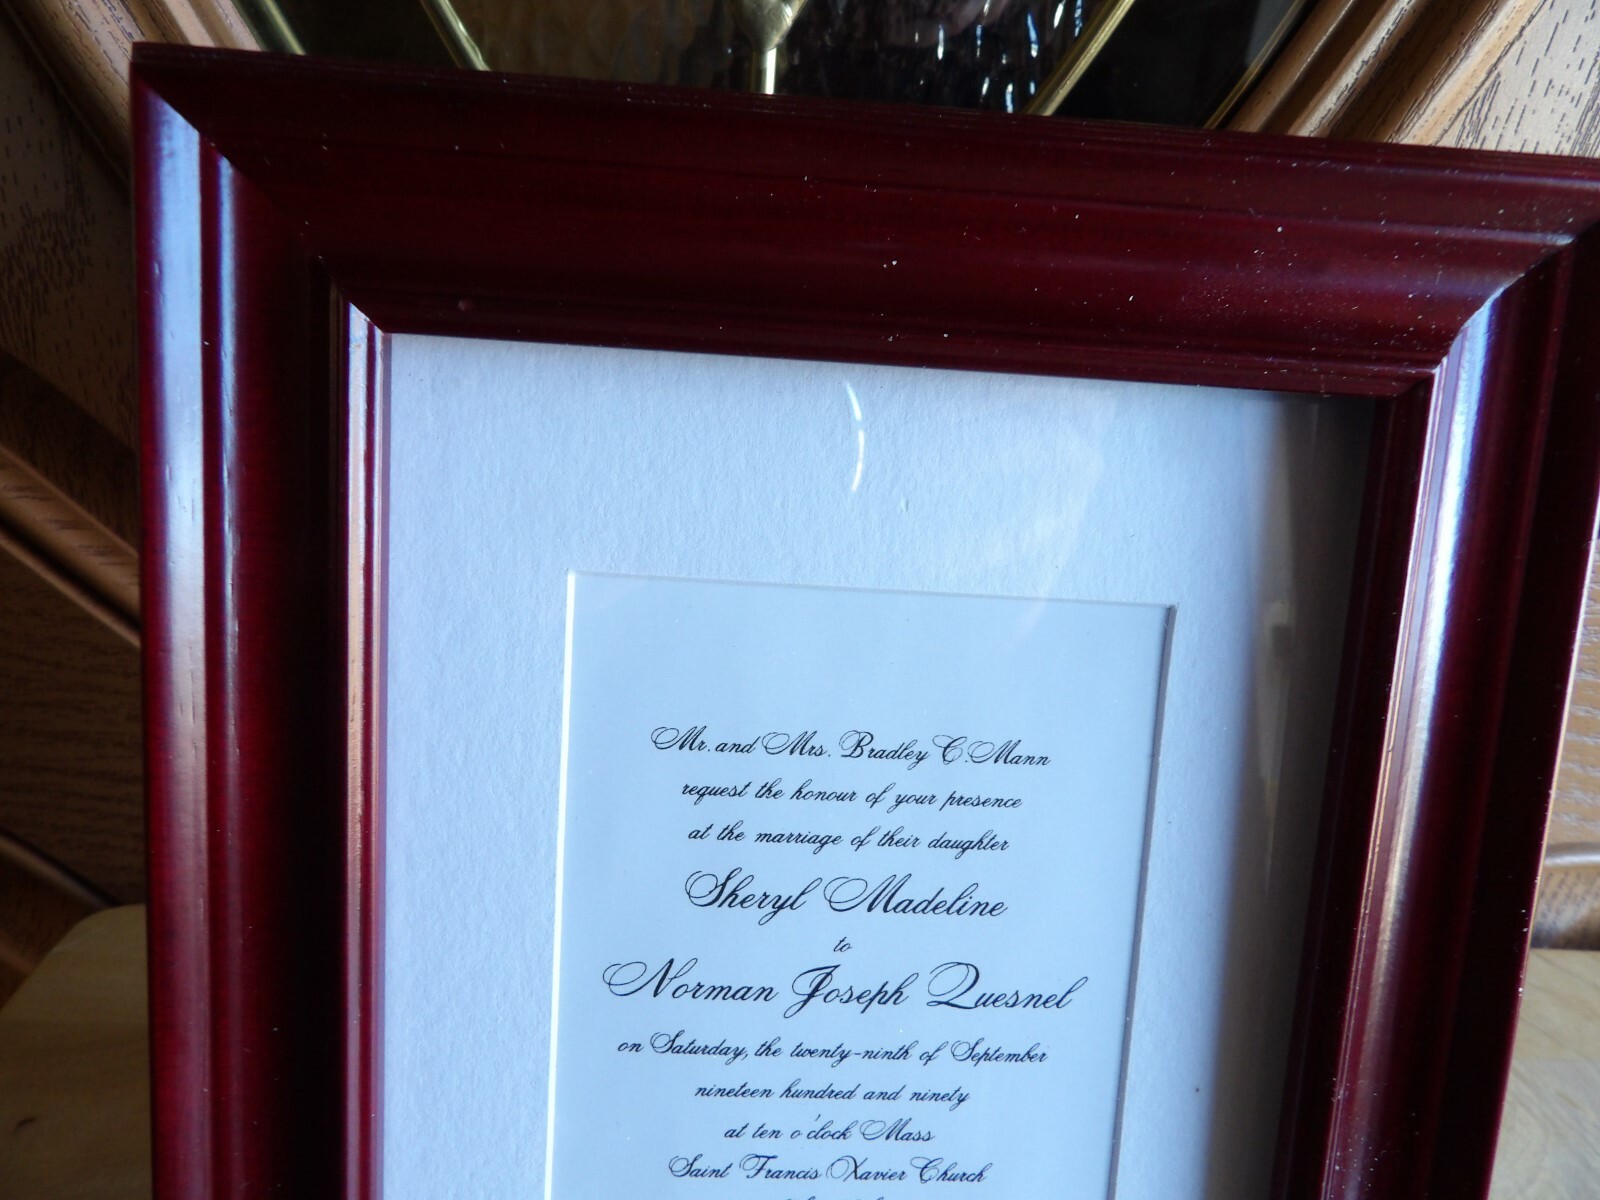 Mr. and Mrs. Bradley C. Mann
request the honour of your presence
at the marriage of their daughter
Sheryl Madeline
to
Norman Joseph Quesnel
on Saturday, the twenty-ninth of September
nineteen hundred and ninety
at ten o'clock Mass
Saint Francis Xavier Church